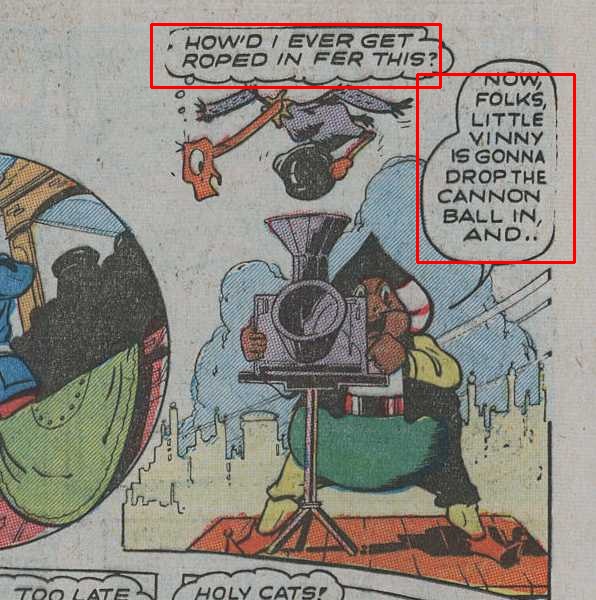 HOW'D I EVER GET
ROPED IN FER THIS?
NOW,
FOLKS,
LITTLE
VINNY
IS GONNA
DROP THE
CANNON
BALL IN,
AND..
TOO LATE
HOLY CATS!